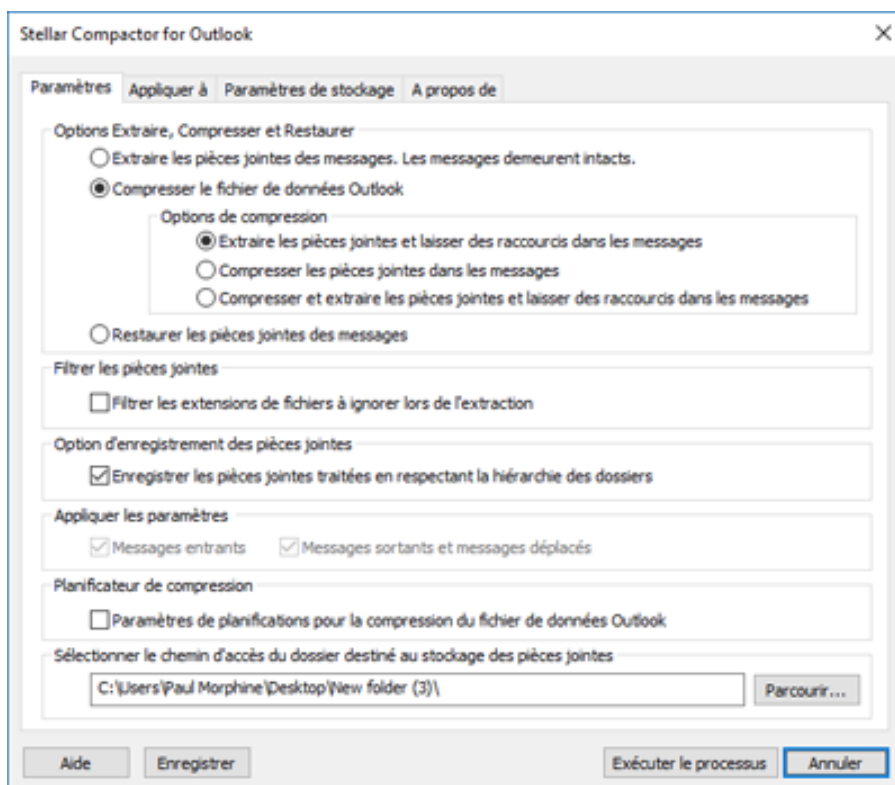 Stellar Compactor for Outlook
Paramètres Appliquer à Paramètres de stockage A propos de
Options Extraire, Compresser et Restaurer
Extraire les pièces jointes des messages. Les messages demeurent intacts.
Compresser le fichier de données Outlook
Options de compression
Extraire les pièces jointes et laisser des raccourcis dans les messages
Compresser les pièces jointes dans les messages
Compresser et extraire les pièces jointes et laisser des raccourcis dans les messages
Restaurer les pièces jointes des messages
Filtrer les pièces jointes
Filtrer les extensions de fichiers à ignorer lors de l'extraction
Option d'enregistrement des pièces jointes
Enregistrer les pièces jointes traitées en respectant la hiérarchie des dossiers
Appliquer les paramètres
Messages entrants Messages sortants et messages déplacés
Planificateur de compression
Paramètres de planifications pour la compression du fichier de données Outlook
Sélectionner le chemin d'accès du dossier destiné au stockage des pièces jointes
C:\Users\Paul Morphine\Desktop\New folder (3)\ Parcourir...
Aide Enregistrer Exécuter le processus Annuler